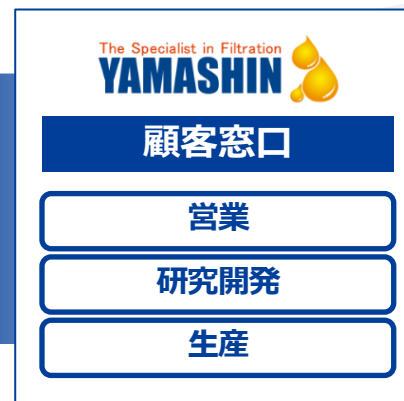 The Specialist in Filtration
YAMASHIN
顧客窓口
営業
研究開発
生産